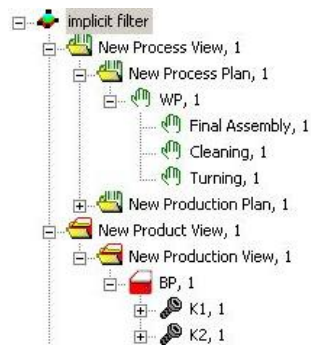 implicit filter
New Process View, 1
New Process Plan, 1
WP, 1
Final Assembly, 1
Cleaning, 1
Turning, 1
New Production Plan, 1
New Product View, 1
New Production View, 1
BP, 1
K1, 1
K2, 1